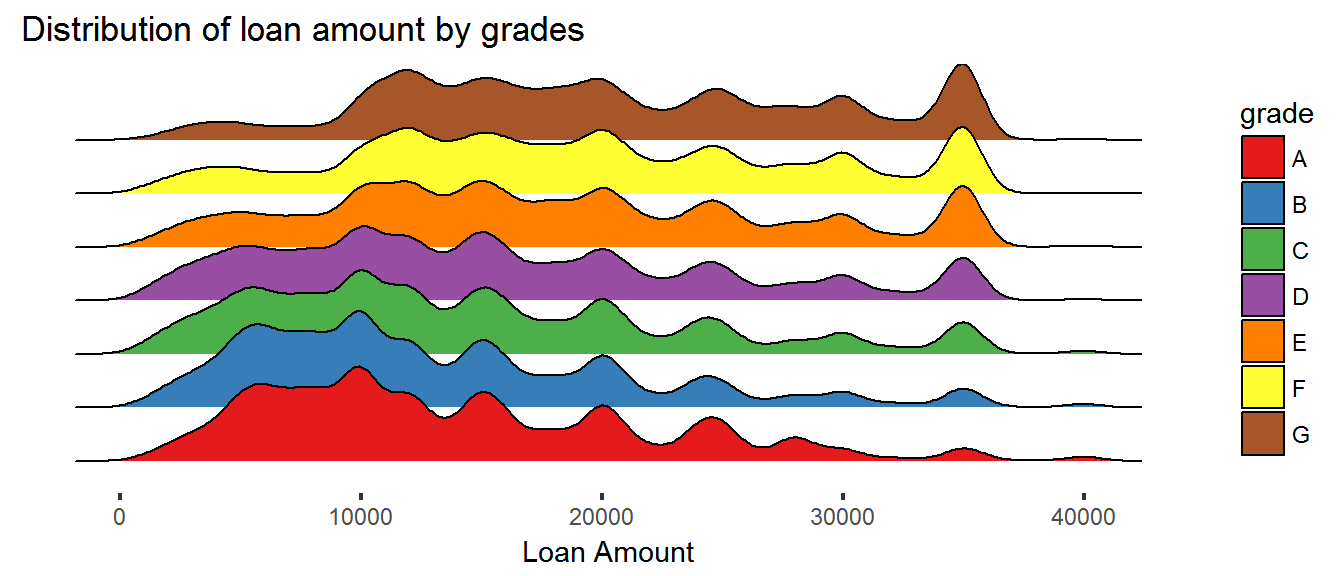 Distribution of loan amount by grades
grade
A
B
C
D
E
F
G
0 10000 20000 30000 40000
Loan Amount